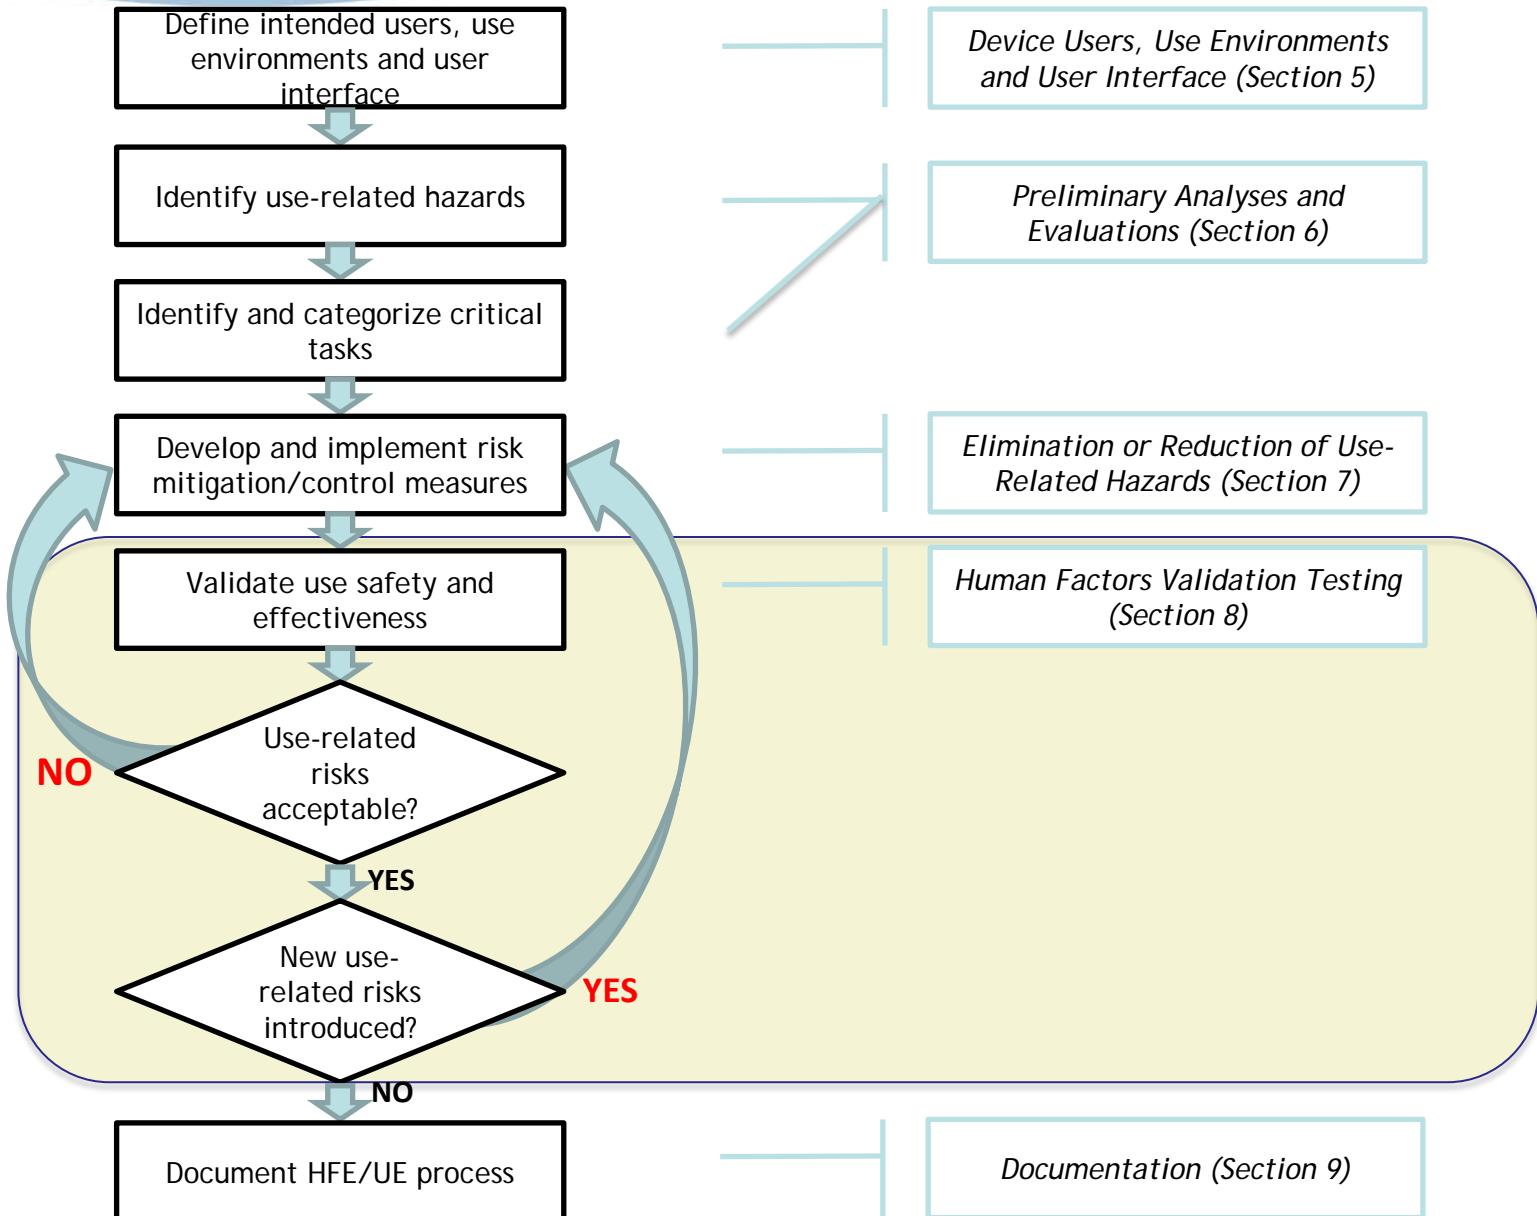 Define intended users, use
environments and user
interface
Device Users, Use Environments
and User Interface (Section 5)
Identify use-related hazards
Preliminary Analyses and
Evaluations (Section 6)
Identify and categorize critical
tasks
Develop and implement risk
mitigation/control measures
Elimination or Reduction of Use-
Related Hazards (Section 7)
Validate use safety and
effectiveness
Human Factors Validation Testing
(Section 8)
Use-related
risks
acceptable?
NO
YES
New use-
related risks
introduced?
YES
NO
Document HFE/UE process
Documentation (Section 9)